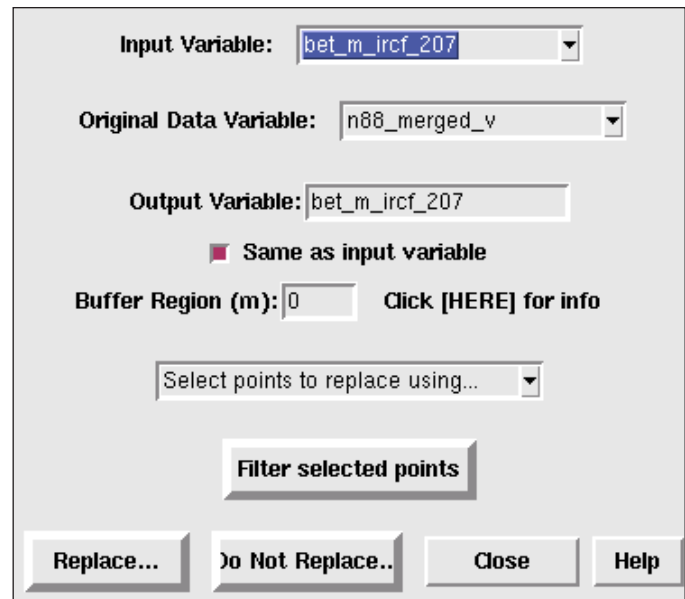 Input Variable: bet_m_ircf_207
Original Data Variable: n88_merged_v
Output Variable: bet_m_ircf_207
Same as input variable
Buffer Region (m): 0 Click [HERE] for info
Select points to replace using...
Filter selected points
Replace... Do Not Replace.. Close Help